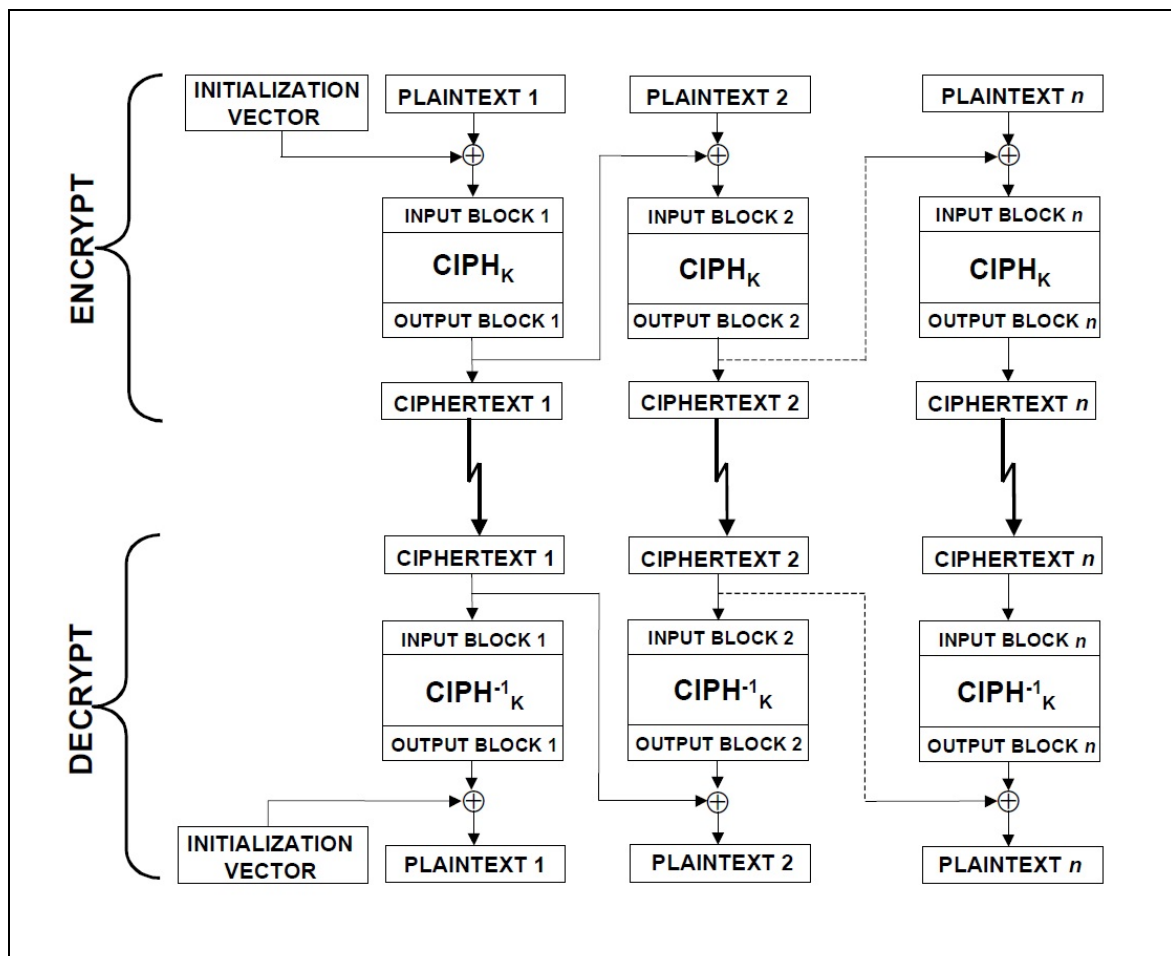 ENCRYPT
INITIALIZATION
VECTOR
PLAINTEXT 1
PLAINTEXT 2
PLAINTEXT n
INPUT BLOCK 1
INPUT BLOCK 2
INPUT BLOCK n
CIPHK
CIPHK
CIPHK
OUTPUT BLOCK 1
OUTPUT BLOCK 2
OUTPUT BLOCK n
CIPHERTEXT 1
CIPHERTEXT 2
CIPHERTEXT n
DECRYPT
CIPHERTEXT 1
CIPHERTEXT 2
CIPHERTEXT n
INPUT BLOCK 1
INPUT BLOCK 2
INPUT BLOCK n
CIPH-1K
CIPH-1K
CIPH-1K
OUTPUT BLOCK 1
OUTPUT BLOCK 2
OUTPUT BLOCK n
INITIALIZATION
VECTOR
PLAINTEXT 1
PLAINTEXT 2
PLAINTEXT n